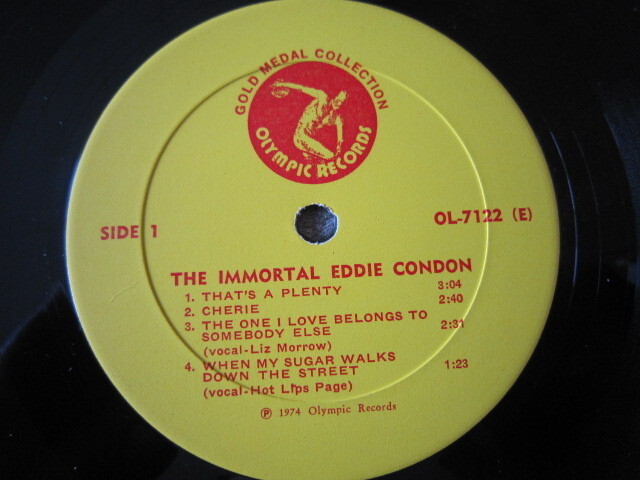 GOLD MEDAL COLLECTION
OLYMPIC RECORDS
SIDE 1
OL-7122 (E)
THE IMMORTAL EDDIE CONDON
1. THAT'S A PLENTY 3:04
2. CHERIE 2:40
3. THE ONE I LOVE BELONGS TO
SOMEBODY ELSE 2:31
(vocal-Liz Morrow)
4. WHEN MY SUGAR WALKS
DOWN THE STREET 1:23
(vocal-Hot Lips Page)
℗ 1974 Olympic Records